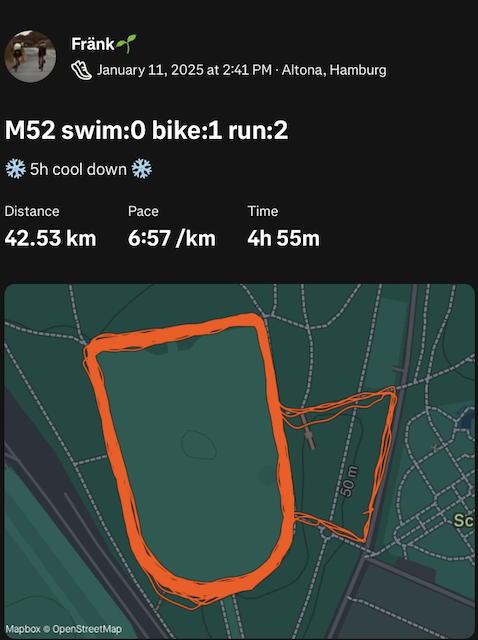 Fränk🌱
January 11, 2025 at 2:41 PM · Altona, Hamburg
M52 swim:0 bike:1 run:2
❄️ 5h cool down ❄️
Distance Pace Time
42.53 km 6:57 /km 4h 55m
50 m
Sc
Mapbox © OpenStreetMap